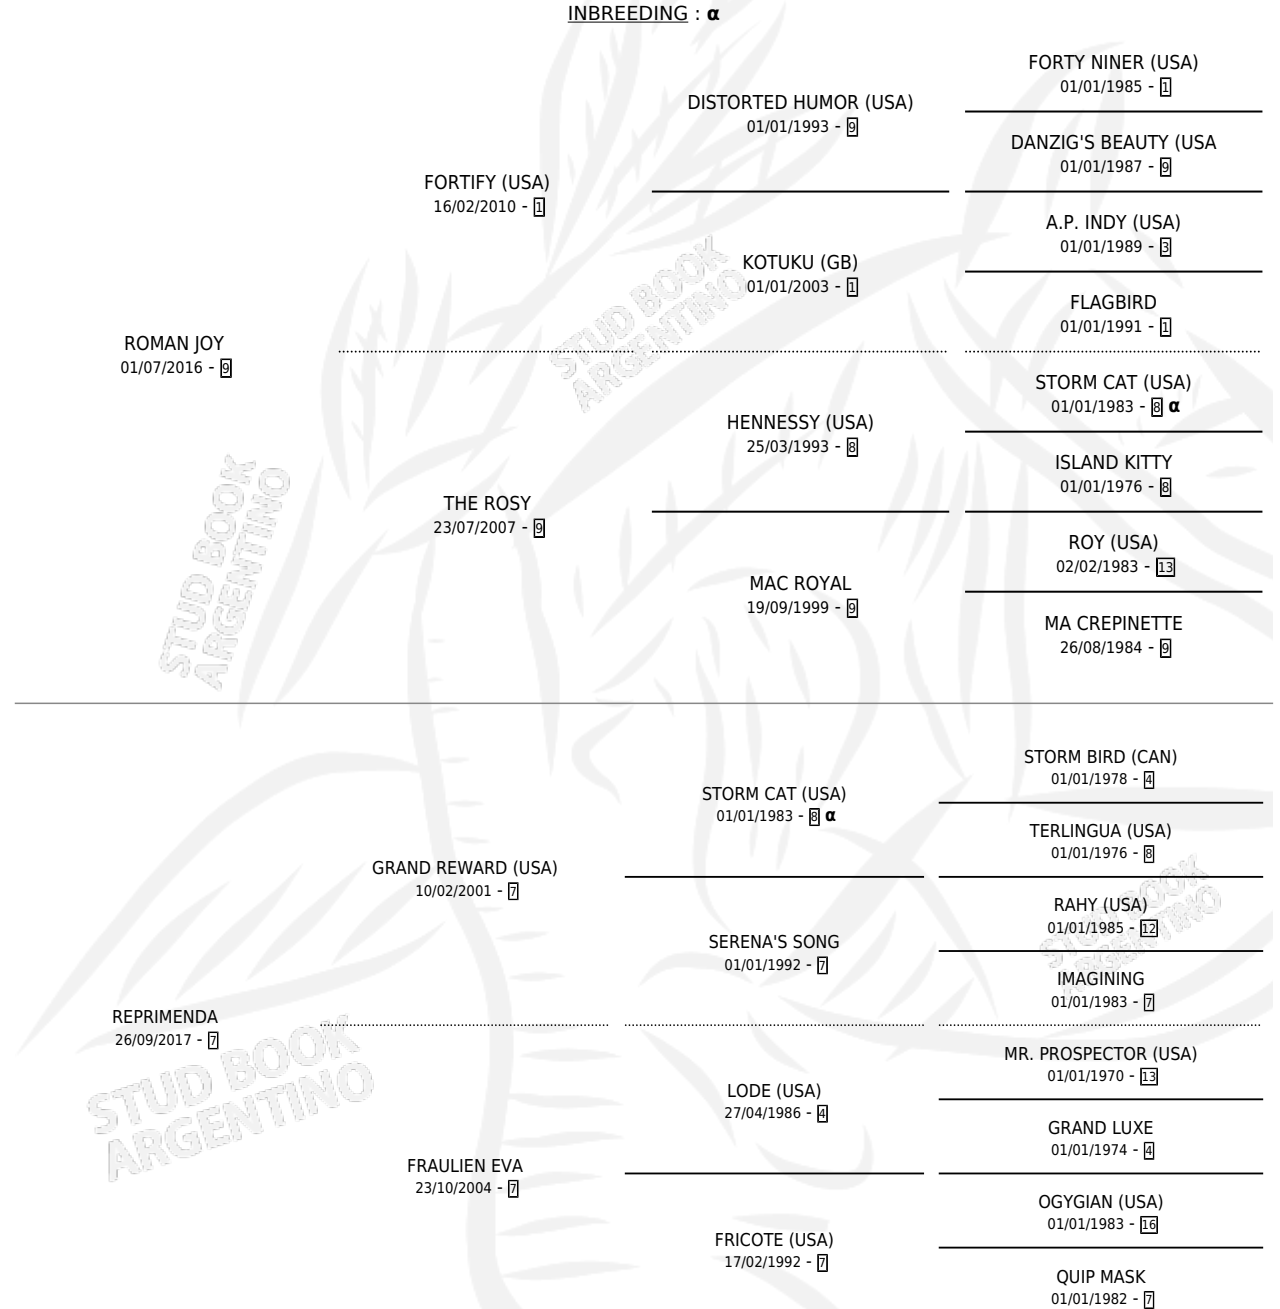 INBREEDING : α
FORTY NINER (USA)
01/01/1985 - 1
DISTORTED HUMOR (USA)
01/01/1993 - 9
DANZIG'S BEAUTY (USA
01/01/1987 - 9
FORTIFY (USA)
16/02/2010 - 1
A.P. INDY (USA)
01/01/1989 - 3
KOTUKU (GB)
01/01/2003 - 1
FLAGBIRD
01/01/1991 - 1
ROMAN JOY
01/07/2016 - 9
STORM CAT (USA)
01/01/1983 - 8 α
HENNESSY (USA)
25/03/1993 - 8
ISLAND KITTY
01/01/1976 - 8
THE ROSY
23/07/2007 - 9
ROY (USA)
02/02/1983 - 13
MAC ROYAL
19/09/1999 - 9
MA CREPINETTE
26/08/1984 - 9
STORM BIRD (CAN)
01/01/1978 - 4
STORM CAT (USA)
01/01/1983 - 8 α
TERLINGUA (USA)
01/01/1976 - 8
GRAND REWARD (USA)
10/02/2001 - 7
RAHY (USA)
01/01/1985 - 12
SERENA'S SONG
01/01/1992 - 7
IMAGINING
01/01/1983 - 7
REPRIMENDA
26/09/2017 - 7
MR. PROSPECTOR (USA)
01/01/1970 - 13
LODE (USA)
27/04/1986 - 4
GRAND LUXE
01/01/1974 - 4
FRAULIEN EVA
23/10/2004 - 7
OGYGIAN (USA)
01/01/1983 - 16
FRICOTE (USA)
17/02/1992 - 7
QUIP MASK
01/01/1982 - 7
STUD BOOK
ARGENTINO
STUD BOOK
ARGENTINO
STUD BOOK
ARGENTINO
STUD BOOK
ARGENTINO